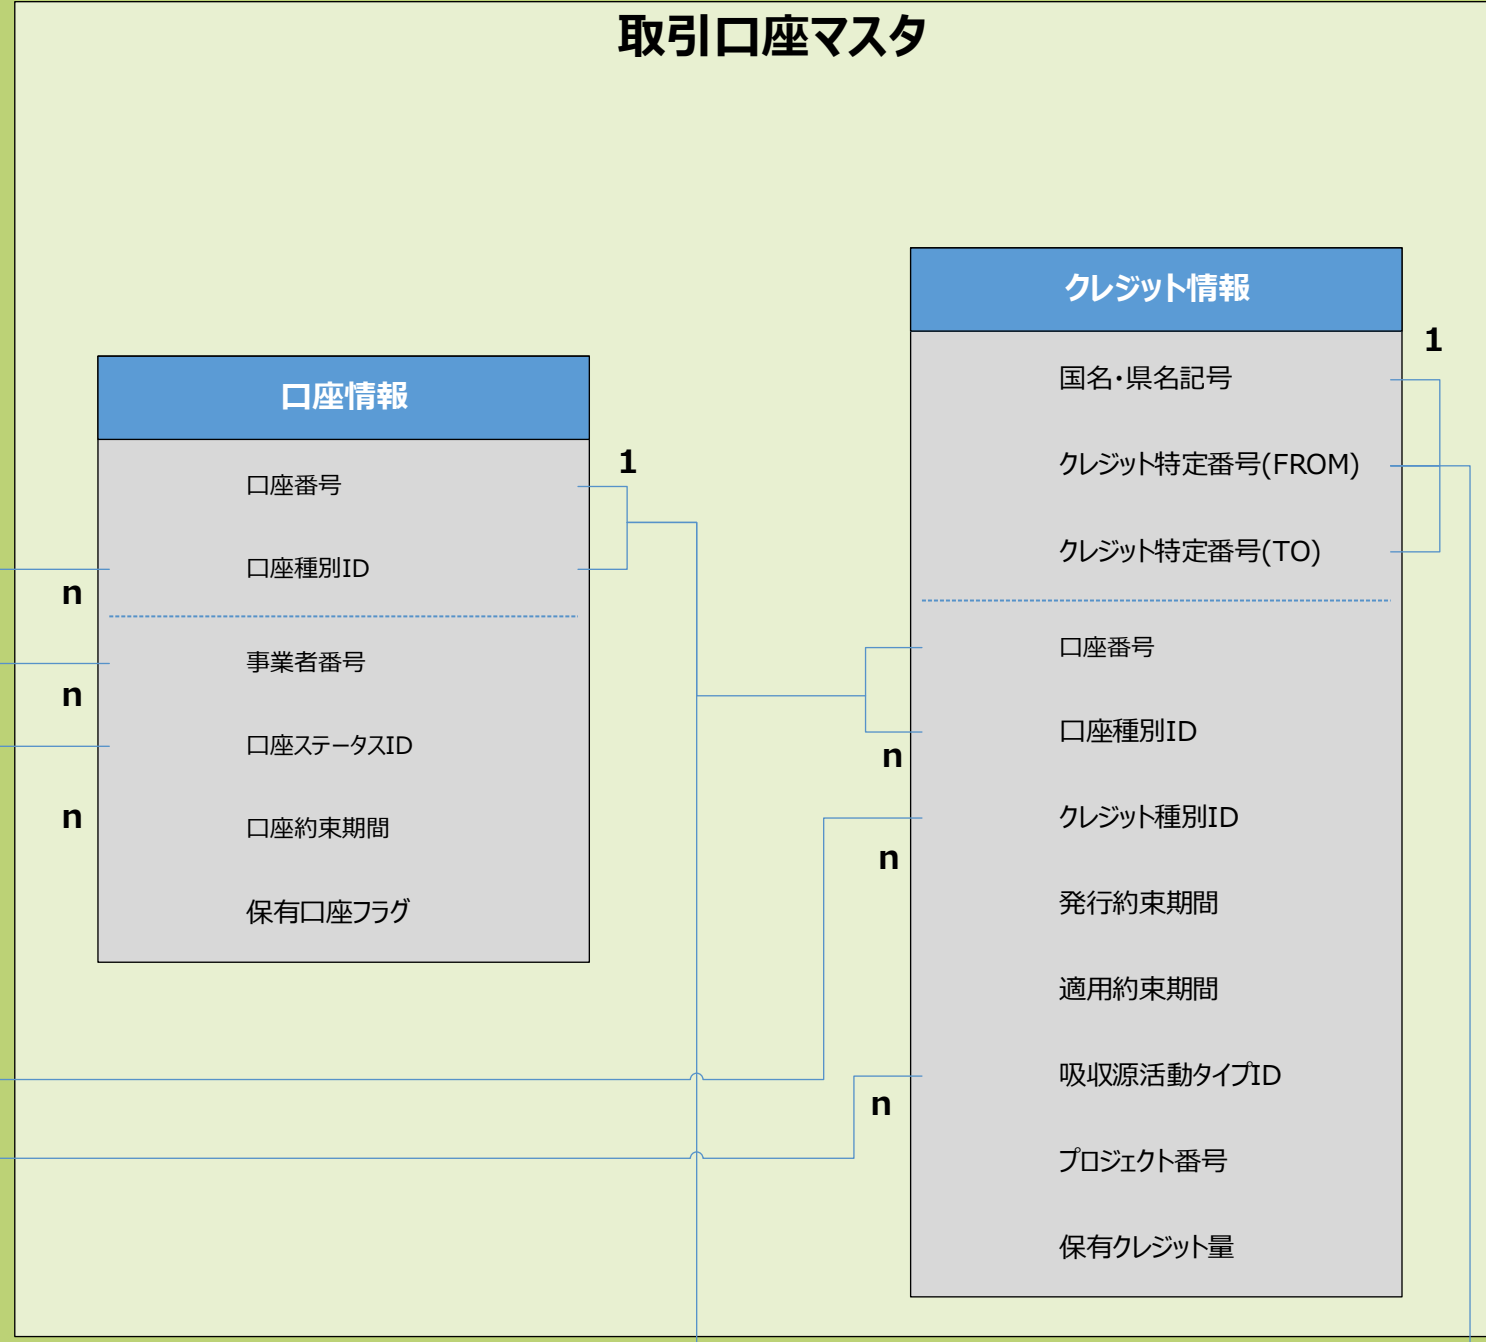 取引口座マスタ
口座情報
1
口座番号
口座種別ID
n
事業者番号
n
口座ステータスID
n
口座約束期間
保有口座フラグ
クレジット情報
1
国名・県名記号
クレジット特定番号(FROM)
クレジット特定番号(TO)
口座番号
口座種別ID
n
クレジット種別ID
n
発行約束期間
適用約束期間
吸収源活動タイプID
n
プロジェクト番号
保有クレジット量